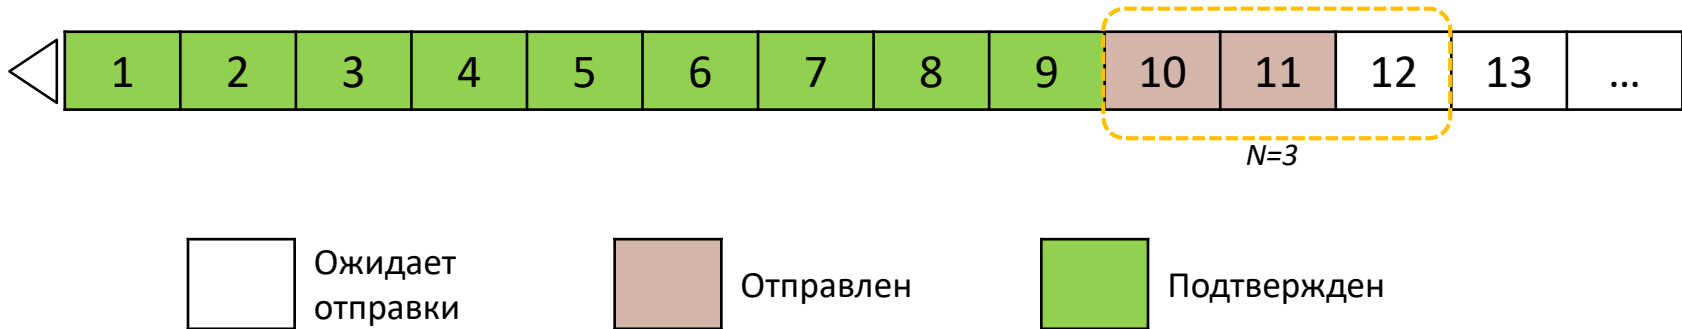 1 2 3 4 5 6 7 8 9 10 11 12 13 ...
N=3
Ожидает
отправки
Отправлен
Подтвержден